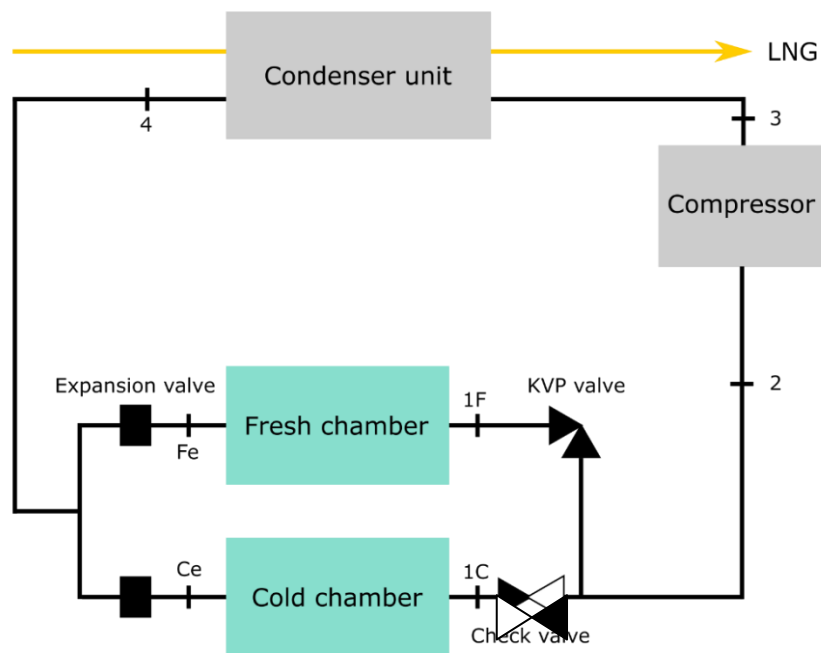 LNG
Condenser unit
4
3
Compressor
2
Expansion valve
1F
KVP valve
Fresh chamber
Fe
Ce
1C
Cold chamber
Check valve